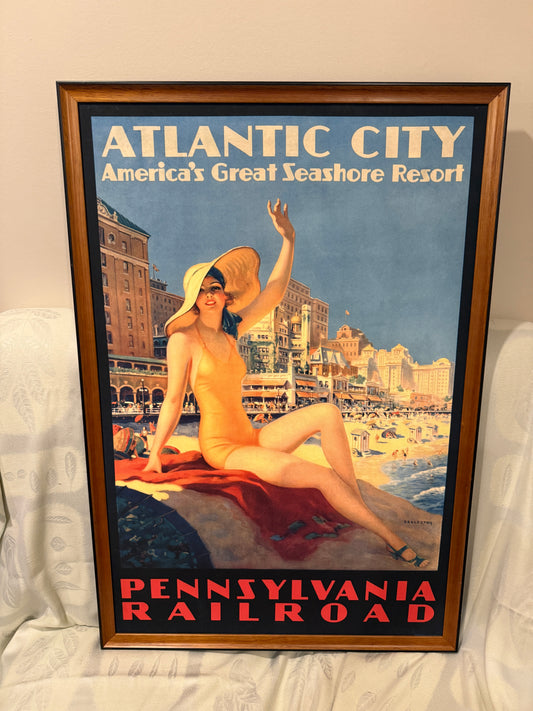 ATLANTIC CITY
America's Great Seashore Resort
PENNSYLVANIA
RAILROAD